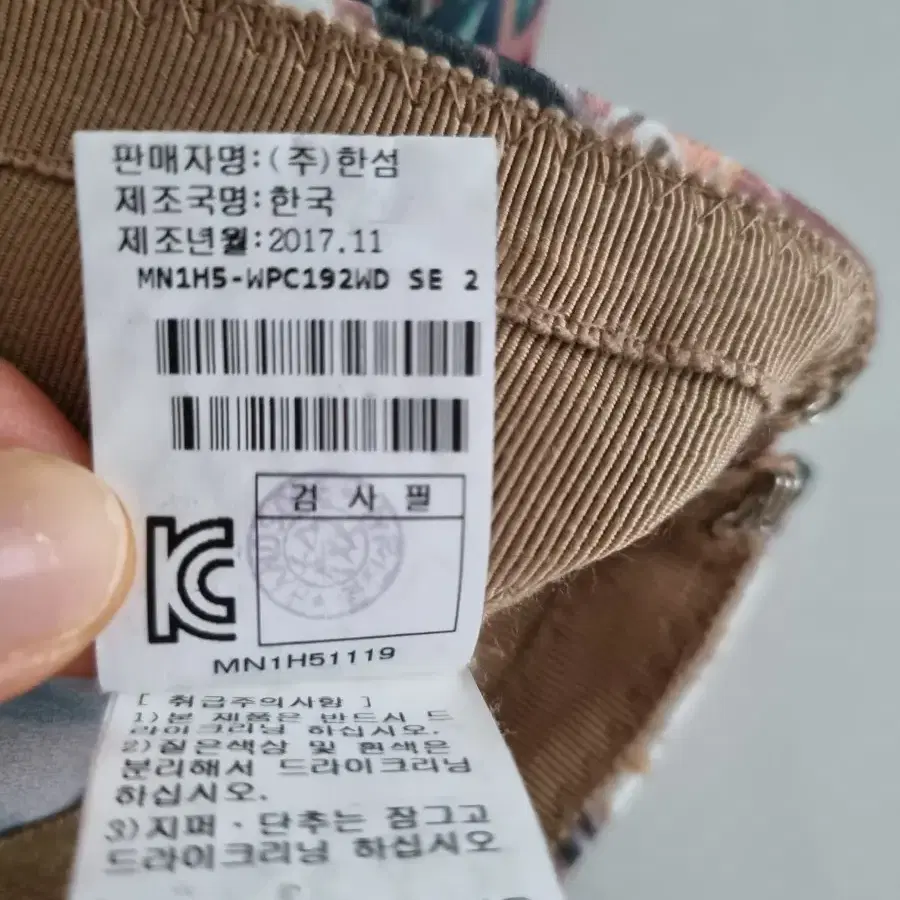 판매자명:(주)한섬
제조국명:한국
제조년월:2017.11
MN1H5-WPC192WD SE 2
검사필
KC
MN1H51119
[ 취급주의사항 ]
1)본 제품은 반드시 드
라이크리닝 하십시오.
2)짙은색상 및 흰색은
분리해서 드라이크리닝
하십시오.
3)지퍼·단추는 잠그고
드라이크리닝 하십시오